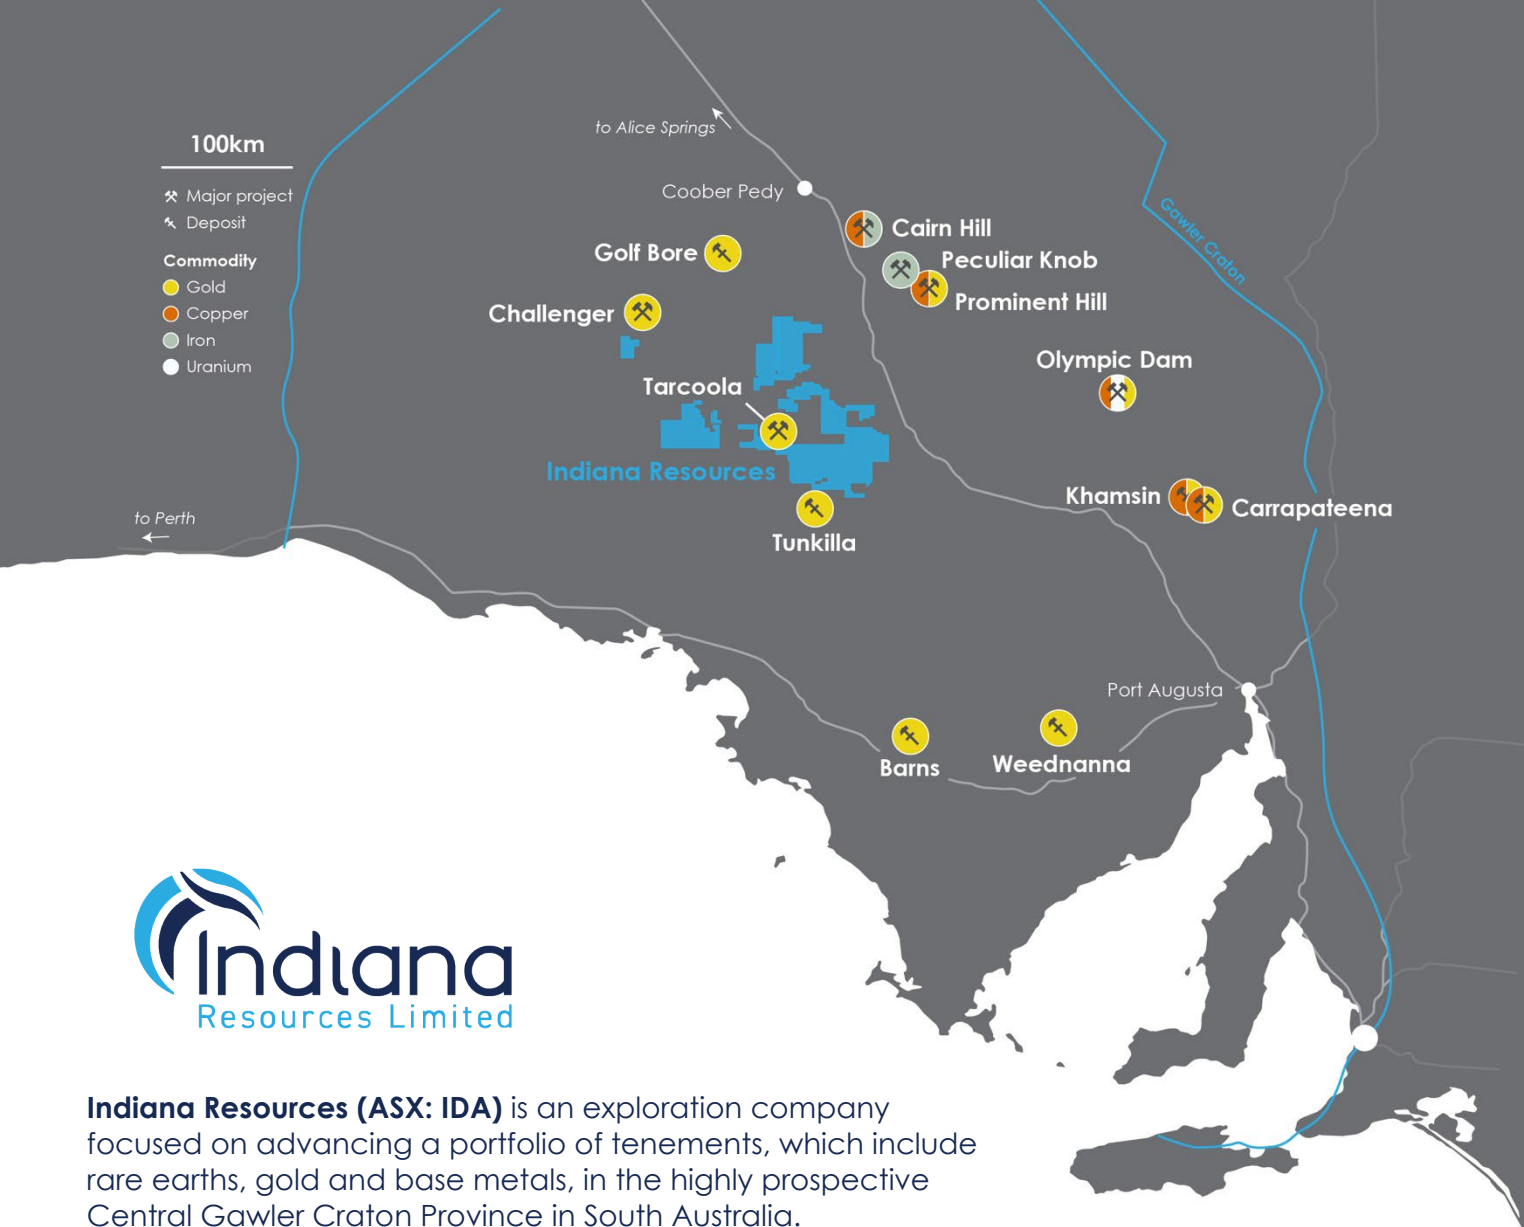 100km
Major project
Deposit
Commodity
Gold
Copper
Iron
Uranium
to Alice Springs
Coober Pedy
Cairn Hill
Golf Bore
Peculiar Knob
Prominent Hill
Challenger
Gawler Craton
Olympic Dam
Tarcoola
Indiana Resources
Khamsin
Carrapateena
to Perth
Tunkilla
Port Augusta
Barns
Weednanna
Indiana
Resources Limited
Indiana Resources (ASX: IDA) is an exploration company
focused on advancing a portfolio of tenements, which include
rare earths, gold and base metals, in the highly prospective
Central Gawler Craton Province in South Australia.